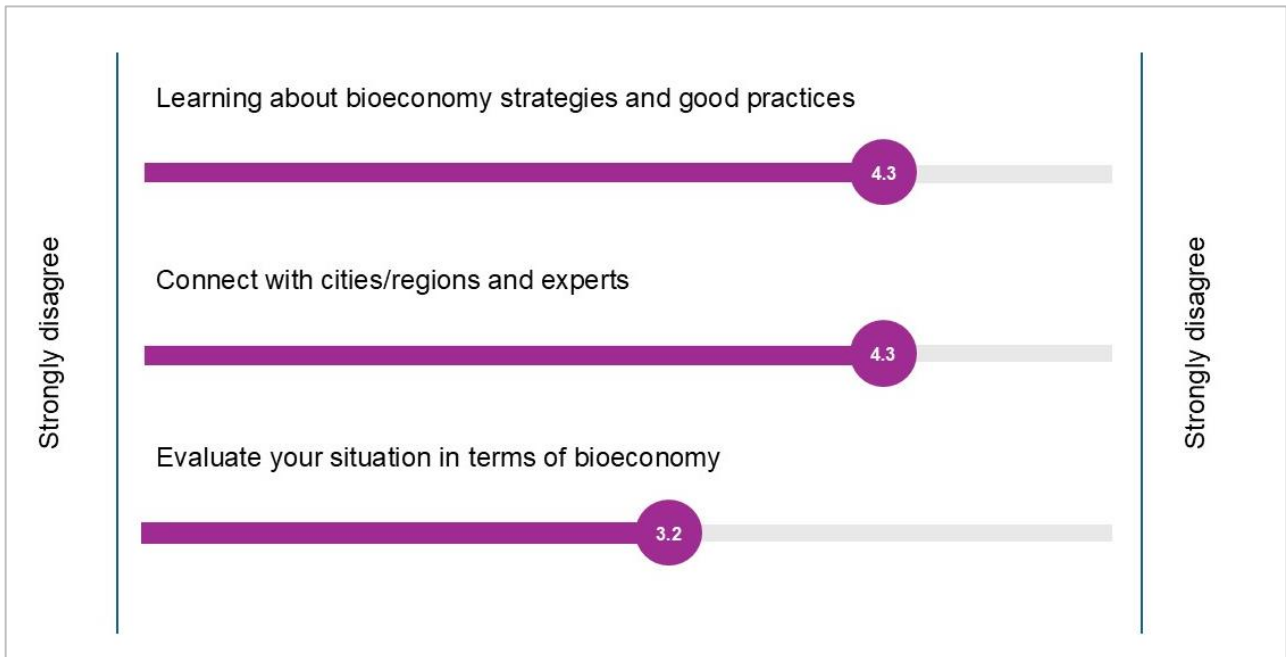 Learning about bioeconomy strategies and good practices
4.3
Strongly disagree
Connect with cities/regions and experts
4.3
Strongly disagree
Evaluate your situation in terms of bioeconomy
3.2